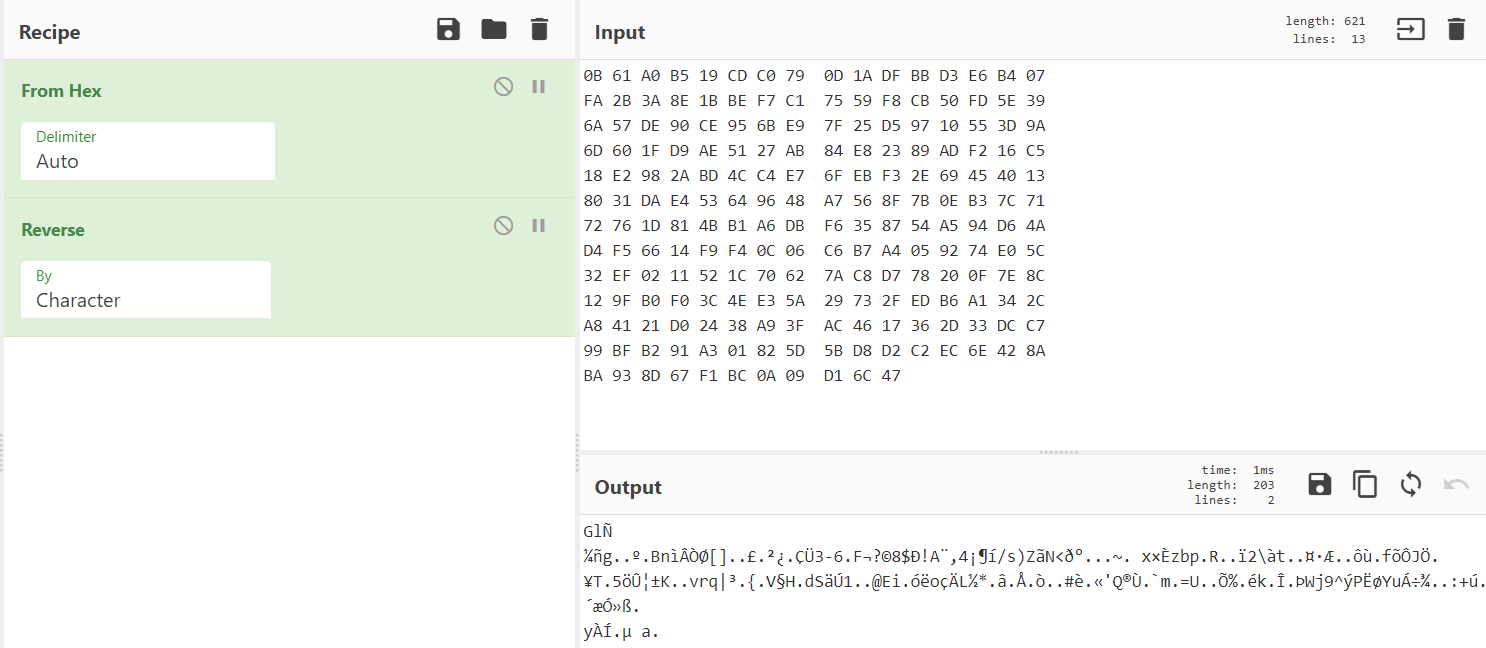 Recipe
From Hex
Delimiter
Auto
Reverse
By
Character
Input
length: 621
lines: 13
0B 61 A0 B5 19 CD C0 79 0D 1A DF BB D3 E6 B4 07
FA 2B 3A 8E 1B BE F7 C1 75 59 F8 CB 50 FD 5E 39
6A 57 DE 90 CE 95 6B E9 7F 25 D5 97 10 55 3D 9A
6D 60 1F D9 AE 51 27 AB 84 E8 23 89 AD F2 16 C5
18 E2 98 2A BD 4C C4 E7 6F EB F3 2E 69 45 40 13
80 31 DA E4 53 64 96 48 A7 56 8F 7B 0E B3 7C 71
72 76 1D 81 4B B1 A6 DB F6 35 87 54 A5 94 D6 4A
D4 F5 66 14 F9 F4 0C 06 C6 B7 A4 05 92 74 E0 5C
32 EF 02 11 52 1C 70 62 7A C8 D7 78 20 0F 7E 8C
12 9F B0 F0 3C 4E E3 5A 29 73 2F ED B6 A1 34 2C
A8 41 21 D0 24 38 A9 3F AC 46 17 36 2D 33 DC C7
99 BF B2 91 A3 01 82 5D 5B D8 D2 C2 EC 6E 42 8A
BA 93 8D 67 F1 BC 0A 09 D1 6C 47
Output
time: 1ms
length: 203
lines: 2
GlÑ
¼ñg..º.BnìÂÒØ[]..£.²¿.ÇÜ3-6.F¬?©8$Ð!A¨,4¡¶í/s)ZãN<ð°...~. x×Èzbp.R..ï2\àt..¤·Æ..ôù.fõÔJÖ.
¥T.5öÛ¦±K..vrq|³.{.V§H.dSäÚ1..@Ei.óëoçÄL½*.â.Å.ò..#è.«'Q®Ù.`m.=U..Õ%.ék.Î.ÞWj9^ýPËøYuÁ÷¾..:+ú.
´æÓ»ß.
yÀÍ.µ a.